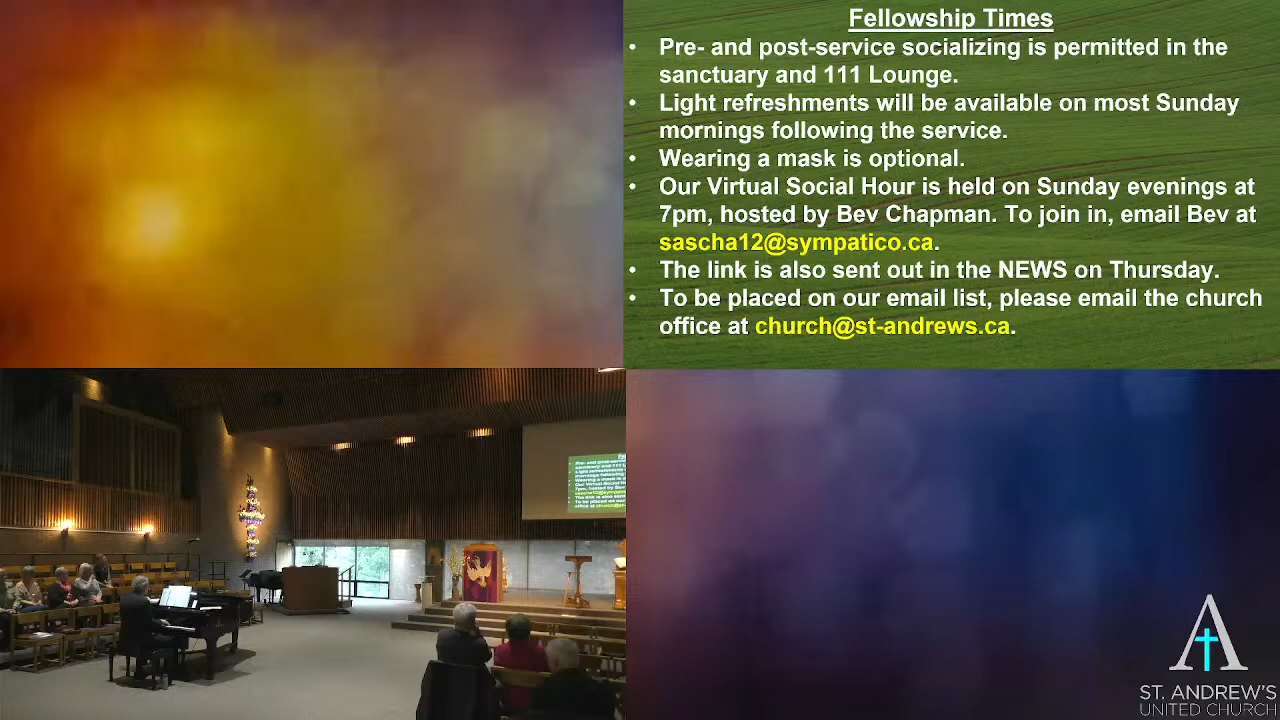 Fellowship Times
• Pre- and post-service socializing is permitted in the
sanctuary and 111 Lounge.
• Light refreshments will be available on most Sunday
mornings following the service.
• Wearing a mask is optional.
• Our Virtual Social Hour is held on Sunday evenings at
7pm, hosted by Bev Chapman. To join in, email Bev at
sascha12@sympatico.ca.
• The link is also sent out in the NEWS on Thursday.
• To be placed on our email list, please email the church
office at church@st-andrews.ca.
ST. ANDREW'S
UNITED CHURCH